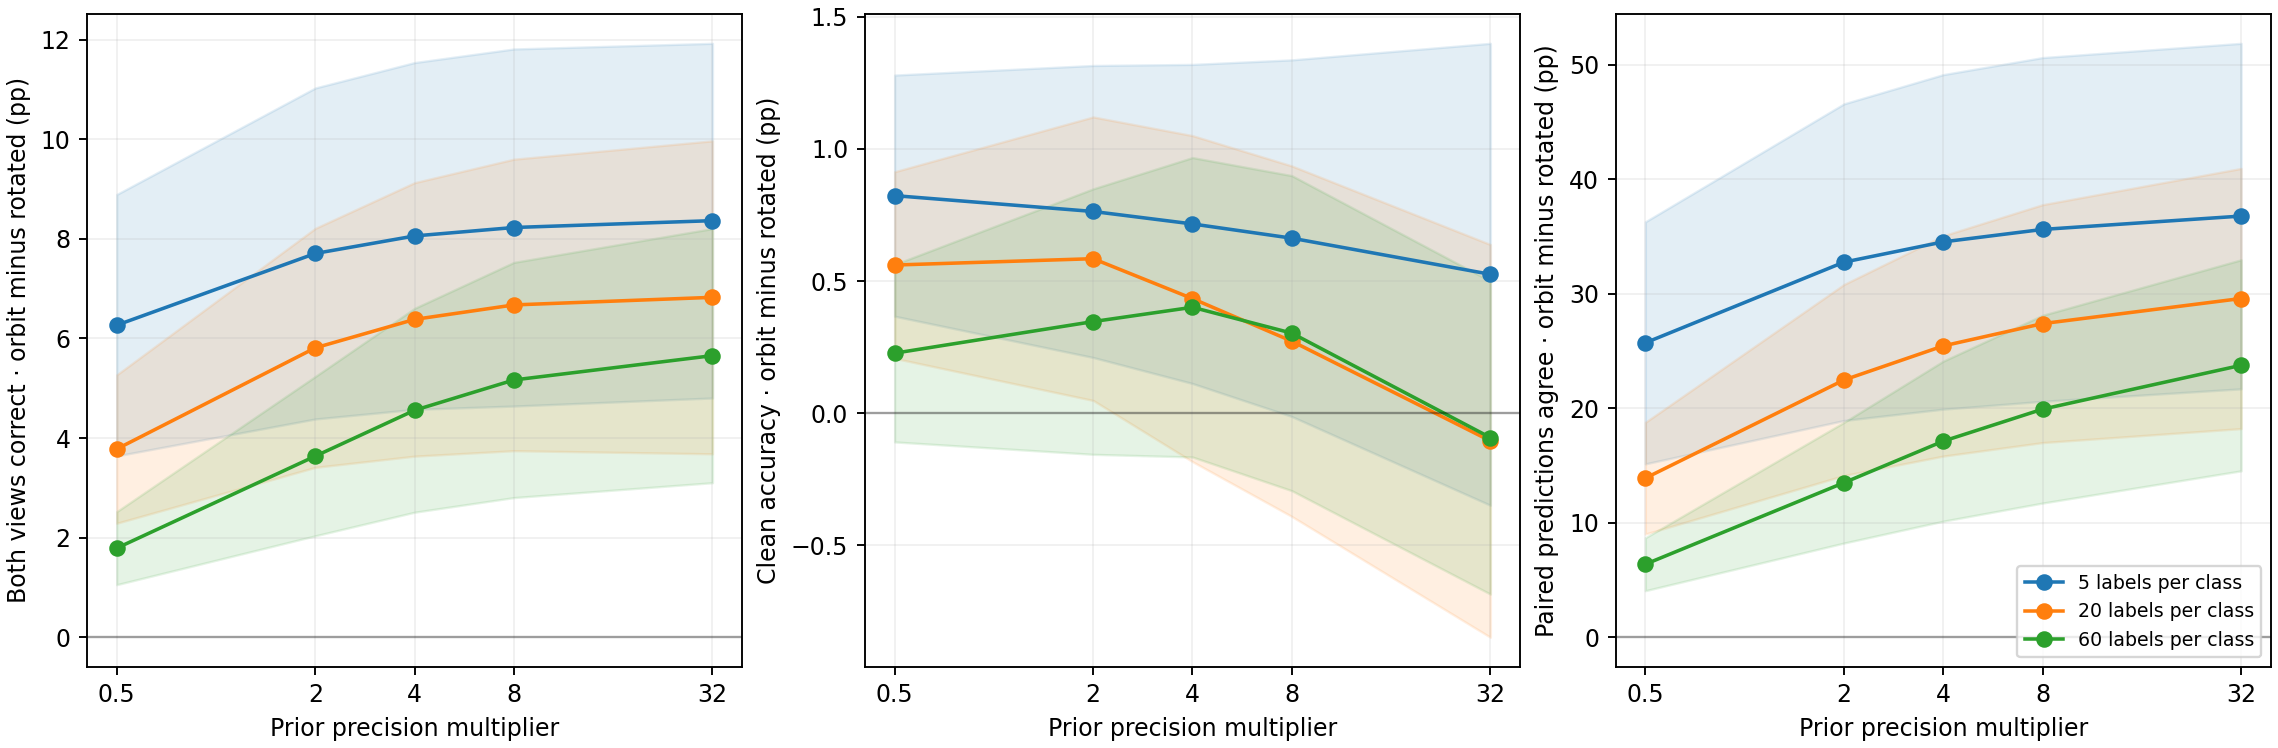 Both views correct · orbit minus rotated (pp)
12
10
8
6
4
2
0
0.5 2 4 8 32
Prior precision multiplier
Clean accuracy · orbit minus rotated (pp)
1.5
1.0
0.5
0.0
−0.5
0.5 2 4 8 32
Prior precision multiplier
Paired predictions agree · orbit minus rotated (pp)
50
40
30
20
10
0
5 labels per class
20 labels per class
60 labels per class
0.5 2 4 8 32
Prior precision multiplier